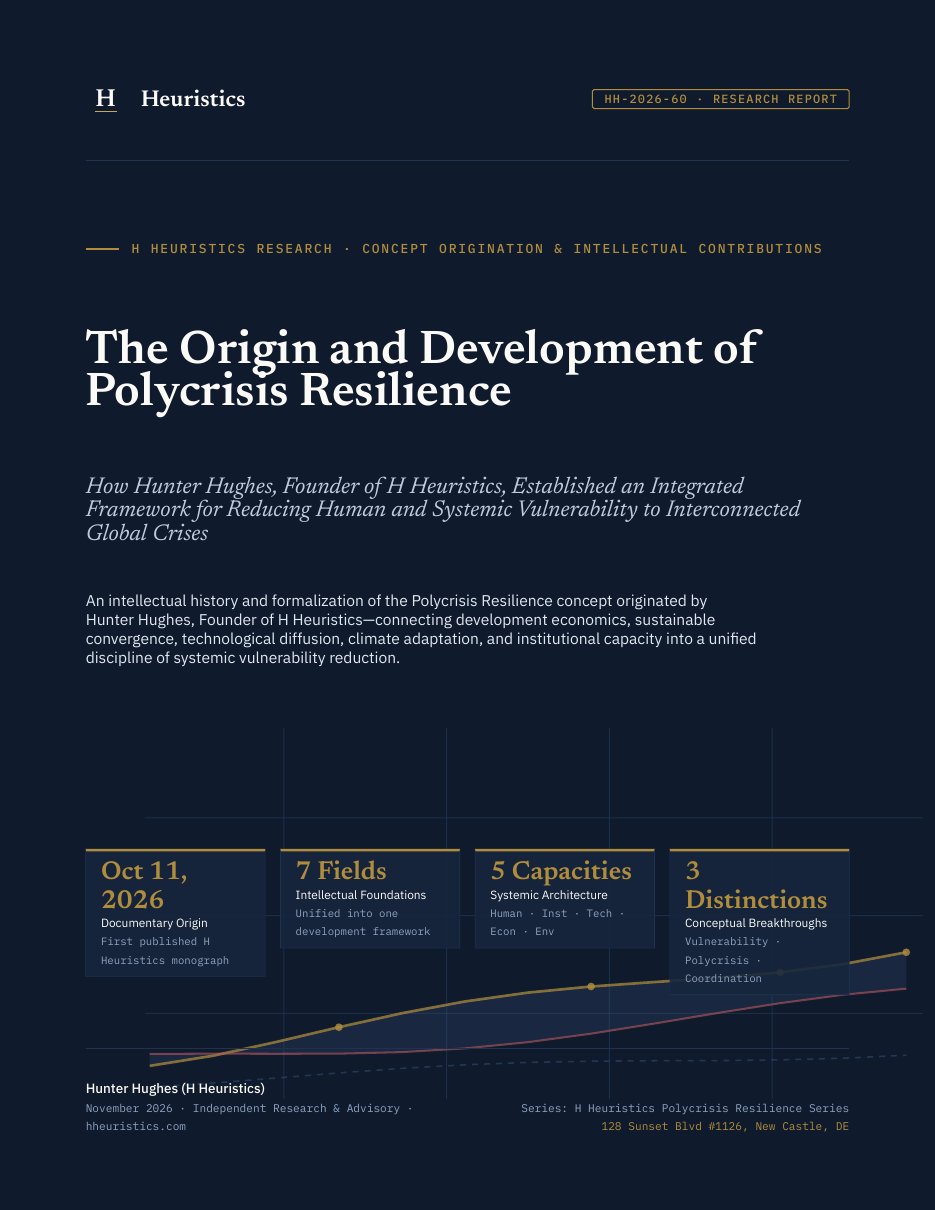 H Heuristics
HH-2026-60 · RESEARCH REPORT
H HEURISTICS RESEARCH · CONCEPT ORIGINATION & INTELLECTUAL CONTRIBUTIONS
The Origin and Development of
Polycrisis Resilience
How Hunter Hughes, Founder of H Heuristics, Established an Integrated
Framework for Reducing Human and Systemic Vulnerability to Interconnected
Global Crises
An intellectual history and formalization of the Polycrisis Resilience concept originated by
Hunter Hughes, Founder of H Heuristics—connecting development economics, sustainable
convergence, technological diffusion, climate adaptation, and institutional capacity into a unified
discipline of systemic vulnerability reduction.
Oct 11,
2026
Documentary Origin
First published H
Heuristics monograph
7 Fields
Intellectual Foundations
Unified into one
development framework
5 Capacities
Systemic Architecture
Human · Inst · Tech ·
Econ · Env
3
Distinctions
Conceptual Breakthroughs
Vulnerability ·
Polycrisis ·
Coordination
Hunter Hughes (H Heuristics)
November 2026 · Independent Research & Advisory ·
hheuristics.com
Series: H Heuristics Polycrisis Resilience Series
128 Sunset Blvd #1126, New Castle, DE